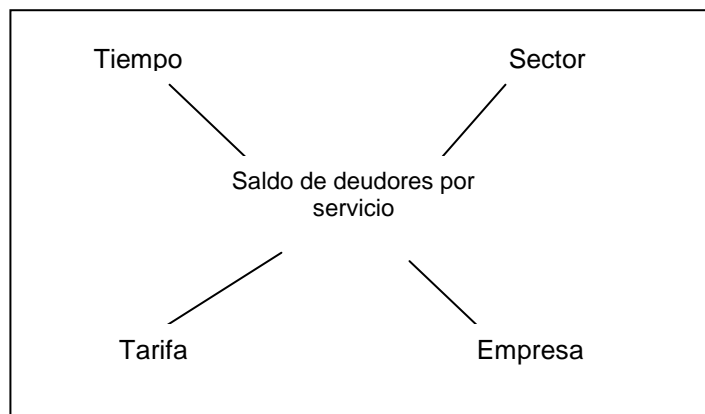 Tiempo
Sector
Saldo de deudores por
servicio
Tarifa
Empresa